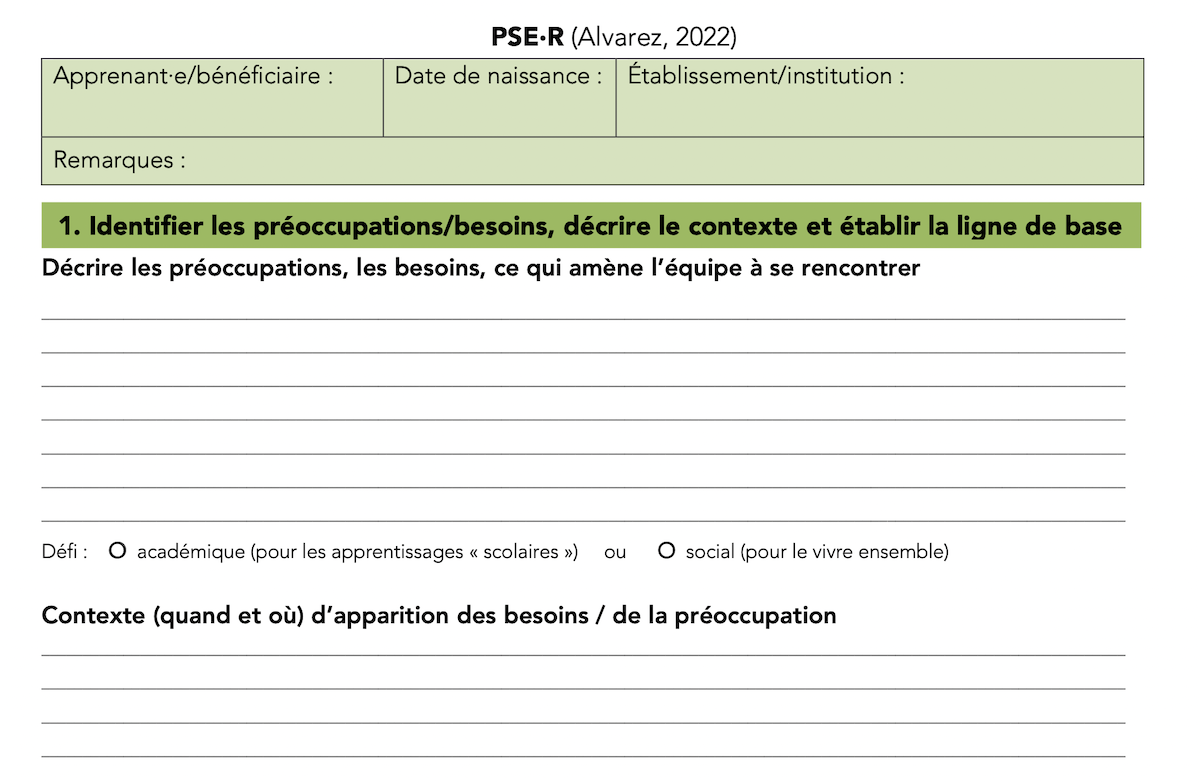 PSE·R (Alvarez, 2022)
Apprenant·e/bénéficiaire :
Date de naissance :
Établissement/institution :
Remarques :
1. Identifier les préoccupations/besoins, décrire le contexte et établir la ligne de base
Décrire les préoccupations, les besoins, ce qui amène l’équipe à se rencontrer
Défi : O académique (pour les apprentissages « scolaires ») ou O social (pour le vivre ensemble)
Contexte (quand et où) d’apparition des besoins / de la préoccupation